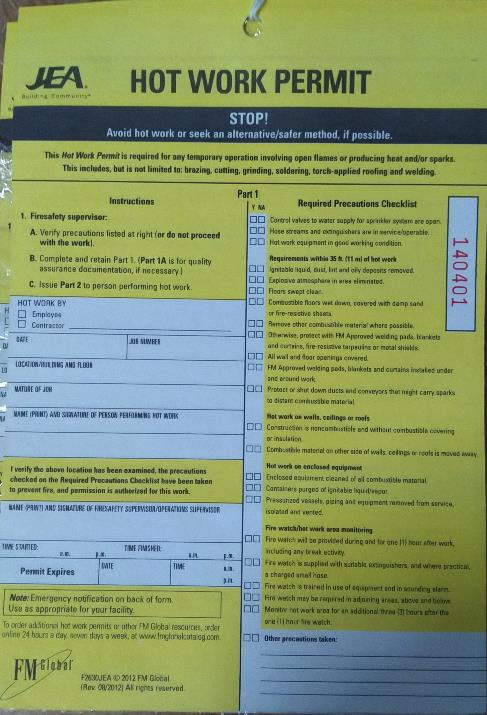 JEA
Building Community
HOT WORK PERMIT
STOP!
Avoid hot work or seek an alternative/safer method, if possible.
This Hot Work Permit is required for any temporary operation involving open flames or producing heat and/or sparks.
This includes, but is not limited to: brazing, cutting, grinding, soldering, torch-applied roofing and welding.
Part 1
Instructions
1. Firesafety supervisor:
A. Verify precautions listed at right (or do not proceed
with the work).
B. Complete and retain Part 1. (Part 1A is for quality
assurance documentation, if necessary.)
C. Issue Part 2 to person performing hot work.
HOT WORK BY
Employee
Contractor
DATE
JOB NUMBER
LOCATION/BUILDING AND FLOOR
NATURE OF JOB
NAME (PRINT) AND SIGNATURE OF PERSON PERFORMING HOT WORK
I verify the above location has been examined, the precautions
checked on the Required Precautions Checklist have been taken
to prevent fire, and permission is authorized for this work.
NAME (PRINT) AND SIGNATURE OF FIRESAFETY SUPERVISOR/OPERATIONS SUPERVISOR
TIME STARTED:
TIME FINISHED:
a.m. p.m. a.m. p.m.
Permit Expires
DATE
TIME
a.m.
p.m.
Note: Emergency notification on back of form.
Use as appropriate for your facility.
To order additional hot work permits or other FM Global resources, order
online 24 hours a day, seven days a week, at www.fmglobalcatalog.com.
FM Global
F2630JEA © 2012 FM Global.
(Rev. 08/2012) All rights reserved.
Required Precautions Checklist
Y NA
Control valves to water supply for sprinkler system are open.
Hose streams and extinguishers are in service/operable.
Hot work equipment in good working condition.
Requirements within 35 ft. (11 m) of hot work
Ignitible liquid, dust, lint and oily deposits removed.
Explosive atmosphere in area eliminated.
Floors swept clean.
Combustible floors wet down, covered with damp sand
or fire-resistive sheets.
Remove other combustible material where possible.
Otherwise, protect with FM Approved welding pads, blankets
and curtains, fire-resistive tarpaulins or metal shields.
All wall and floor openings covered.
FM Approved welding pads, blankets and curtains installed under
and around work.
Protect or shut down ducts and conveyors that might carry sparks
to distant combustible material.
Hot work on walls, ceilings or roofs
Construction is noncombustible and without combustible covering
or insulation.
Combustible material on other side of walls, ceilings or roofs is moved away.
Hot work on enclosed equipment
Enclosed equipment cleaned of all combustible material.
Containers purged of ignitible liquid/vapor.
Pressurized vessels, piping and equipment removed from service,
isolated and vented.
Fire watch/hot work area monitoring
Fire watch will be provided during and for one (1) hour after work,
including any break activity.
Fire watch is supplied with suitable extinguishers, and where practical,
a charged small hose.
Fire watch is trained in use of equipment and in sounding alarm.
Fire watch may be required in adjoining areas, above and below.
Monitor hot work area for an additional three (3) hours after the
one (1) hour fire watch.
Other precautions taken:
140401